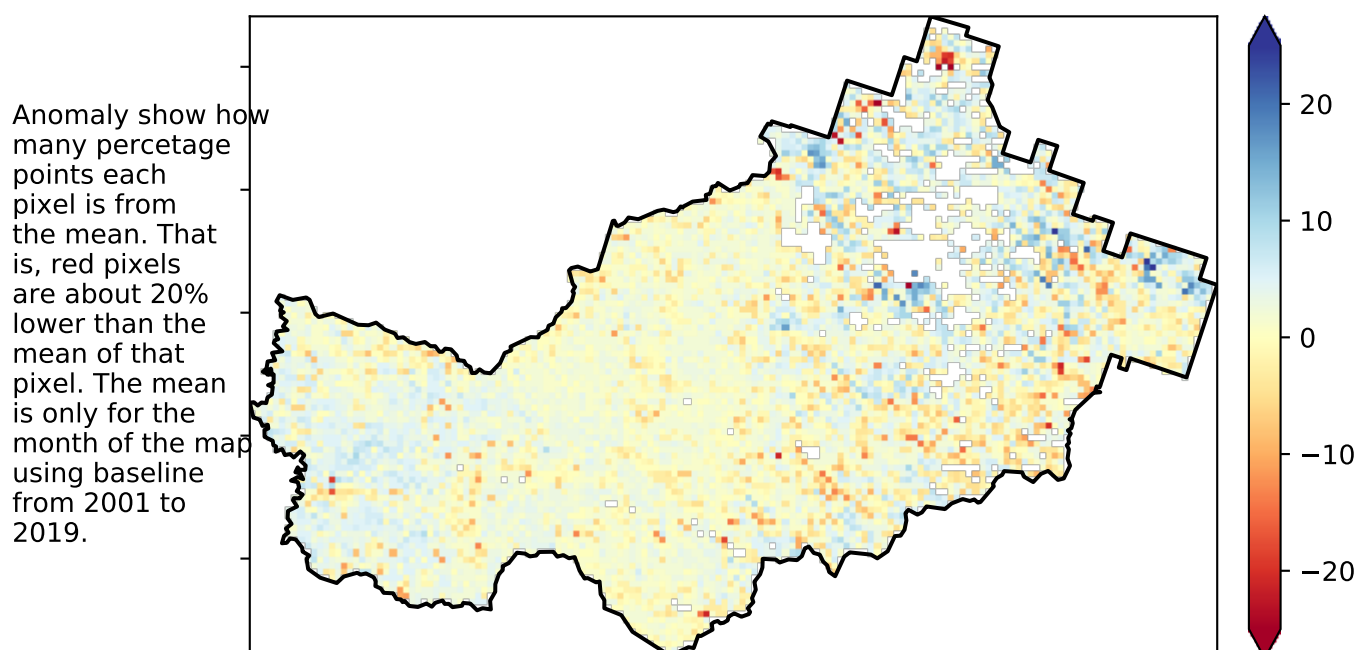 Anomaly show how
many percetage
points each
pixel is from
the mean. That
is, red pixels
are about 20%
lower than the
mean of that
pixel. The mean
is only for the
month of the map
using baseline
from 2001 to
2019.
20
10
0
−10
−20